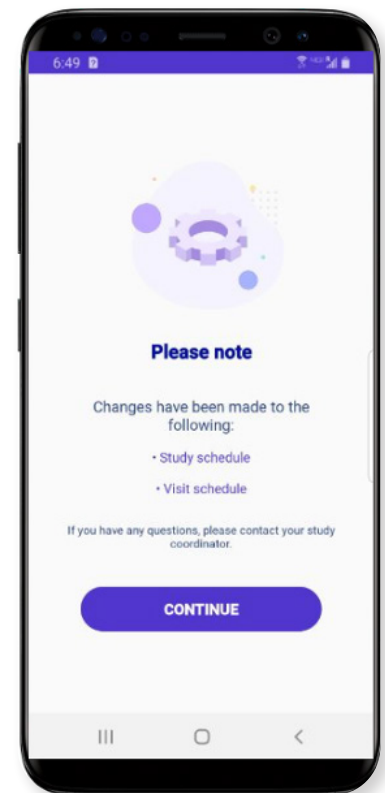 6:49
Please note
Changes have been made to the
following:
• Study schedule
• Visit schedule
If you have any questions, please contact your study
coordinator.
CONTINUE